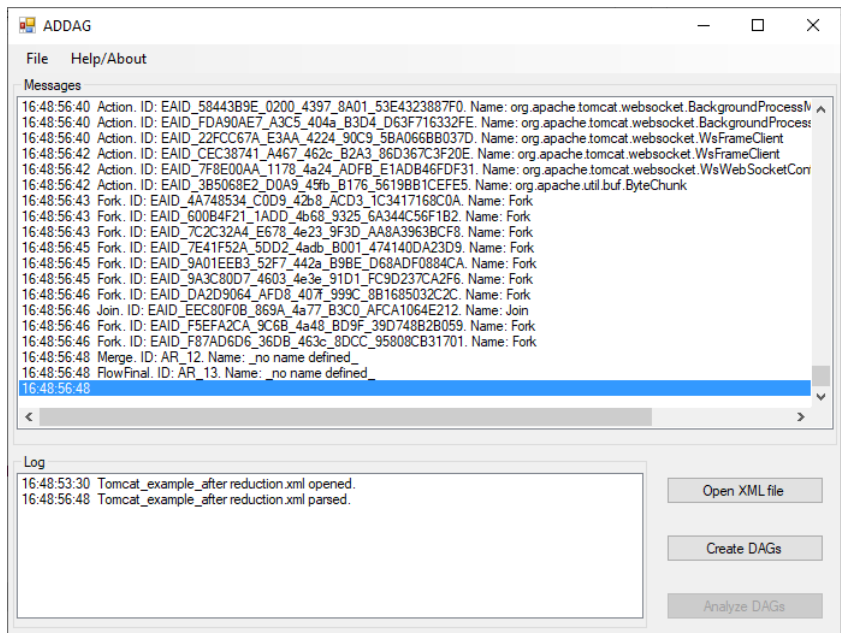 ADDAG
File Help/About
Messages
16:48:56:40 Action. ID: EAID_58443B9E_0200_4397_8A01_53E4323887F0. Name: org.apache.tomcat.websocket.BackgroundProcessM
16:48:56:40 Action. ID: EAID_FDA90AE7_A3C5_404a_B3D4_D63F716332FE. Name: org.apache.tomcat.websocket.BackgroundProcess
16:48:56:40 Action. ID: EAID_22FCC67A_E3AA_4224_90C9_5BA066BB037D. Name: org.apache.tomcat.websocket.WsFrameClient
16:48:56:42 Action. ID: EAID_CEC38741_A467_462c_B2A3_86D367C3F20E. Name: org.apache.tomcat.websocket.WsFrameClient
16:48:56:42 Action. ID: EAID_7F8E00AA_1178_4a24_ADFB_E1ADB46FDF31. Name: org.apache.tomcat.websocket.WsWebSocketCon
16:48:56:42 Action. ID: EAID_3B5068E2_D0A9_45fb_B176_5619BB1CEFE5. Name: org.apache.util.buf.ByteChunk
16:48:56:43 Fork. ID: EAID_4A748534_C0D9_42b8_ACD3_1C3417168C0A. Name: Fork
16:48:56:43 Fork. ID: EAID_600B4F21_1ADD_4b68_9325_6A344C56F1B2. Name: Fork
16:48:56:43 Fork. ID: EAID_7C2C32A4_E678_4e23_9F3D_AA8A3963BCF8. Name: Fork
16:48:56:45 Fork. ID: EAID_7E41F52A_5DD2_4adb_B001_474140DA23D9. Name: Fork
16:48:56:45 Fork. ID: EAID_9A01EEB3_52F7_442a_B9BE_D68ADF0884CA. Name: Fork
16:48:56:45 Fork. ID: EAID_9A3C80D7_4603_4e3e_91D1_FC9D237CA2F6. Name: Fork
16:48:56:46 Fork. ID: EAID_DA2D9064_AFD8_407f_999C_8B1685032C2C. Name: Fork
16:48:56:46 Join. ID: EAID_EEC80F0B_869A_4a77_B3C0_AFCA1064E212. Name: Join
16:48:56:46 Fork. ID: EAID_F5EFA2CA_9C6B_4a48_BD9F_39D748B2B059. Name: Fork
16:48:56:46 Fork. ID: EAID_F87AD6D6_36DB_463c_8DCC_95808CB31701. Name: Fork
16:48:56:48 Merge. ID: AR_12. Name: _no name defined_
16:48:56:48 FlowFinal. ID: AR_13. Name: _no name defined_
16:48:56:48
Log
16:48:53:30 Tomcat_example_after reduction.xml opened.
16:48:56:48 Tomcat_example_after reduction.xml parsed.
Open XML file
Create DAGs
Analyze DAGs